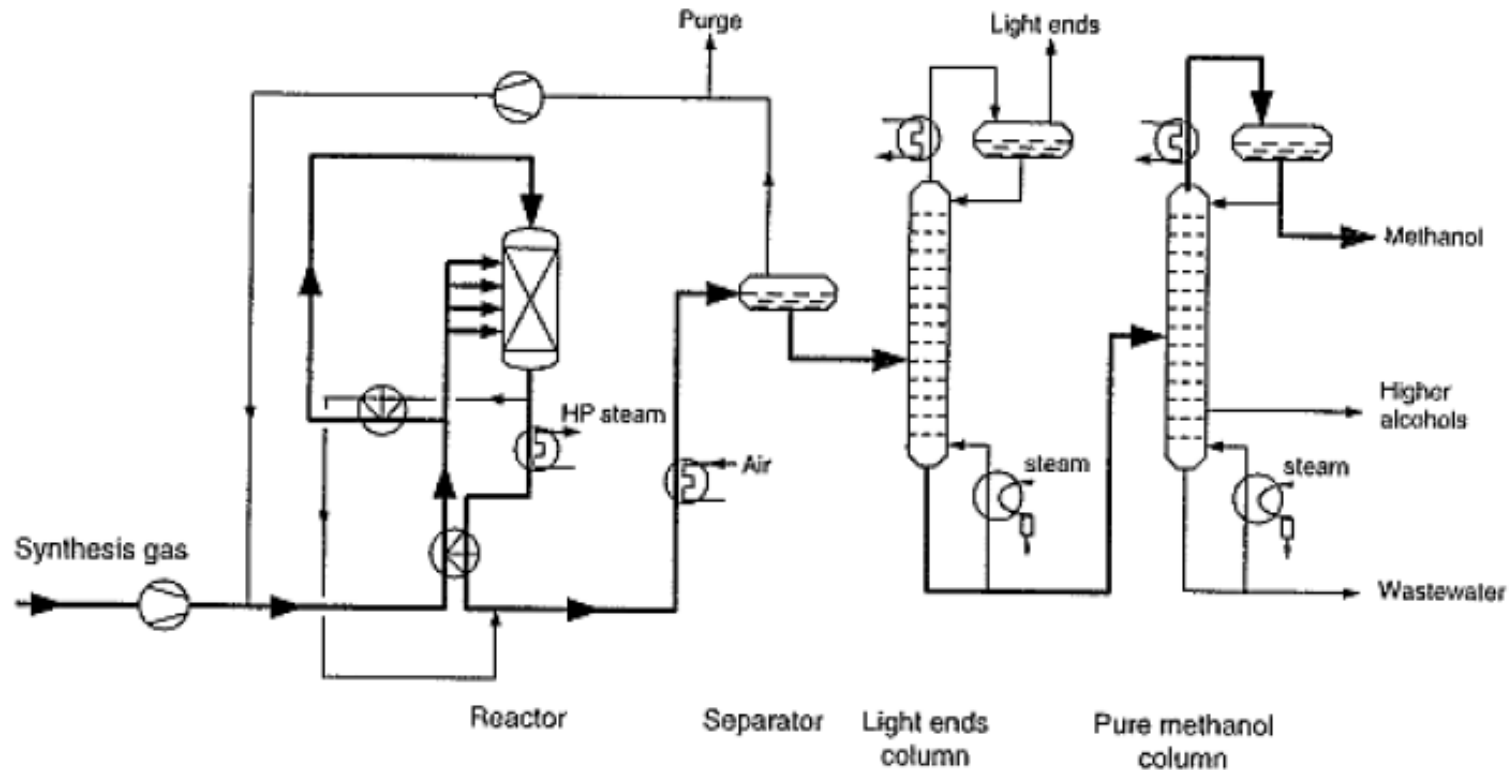 Purge
Light ends
Methanol
HP steam
Higher
alcohols
Air
steam
steam
Synthesis gas
Wastewater
Reactor
Separator
Light ends
column
Pure methanol
column